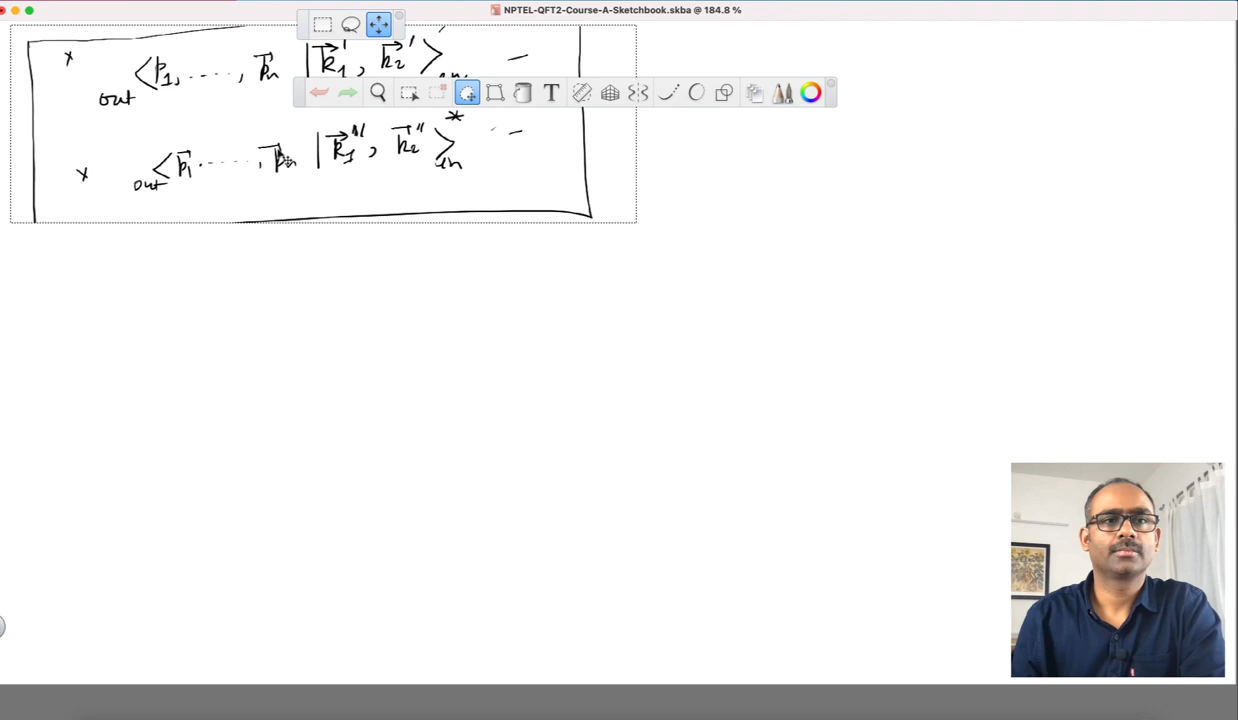 NPTEL-QFT2-Course-A-Sketchbook.skba @ 184.8 %
T
* out<p⃗1, ....., p⃗n | k⃗1', k⃗2'>in –
* out<p⃗1 ....., p⃗n | k⃗1'', k⃗2''>in* –